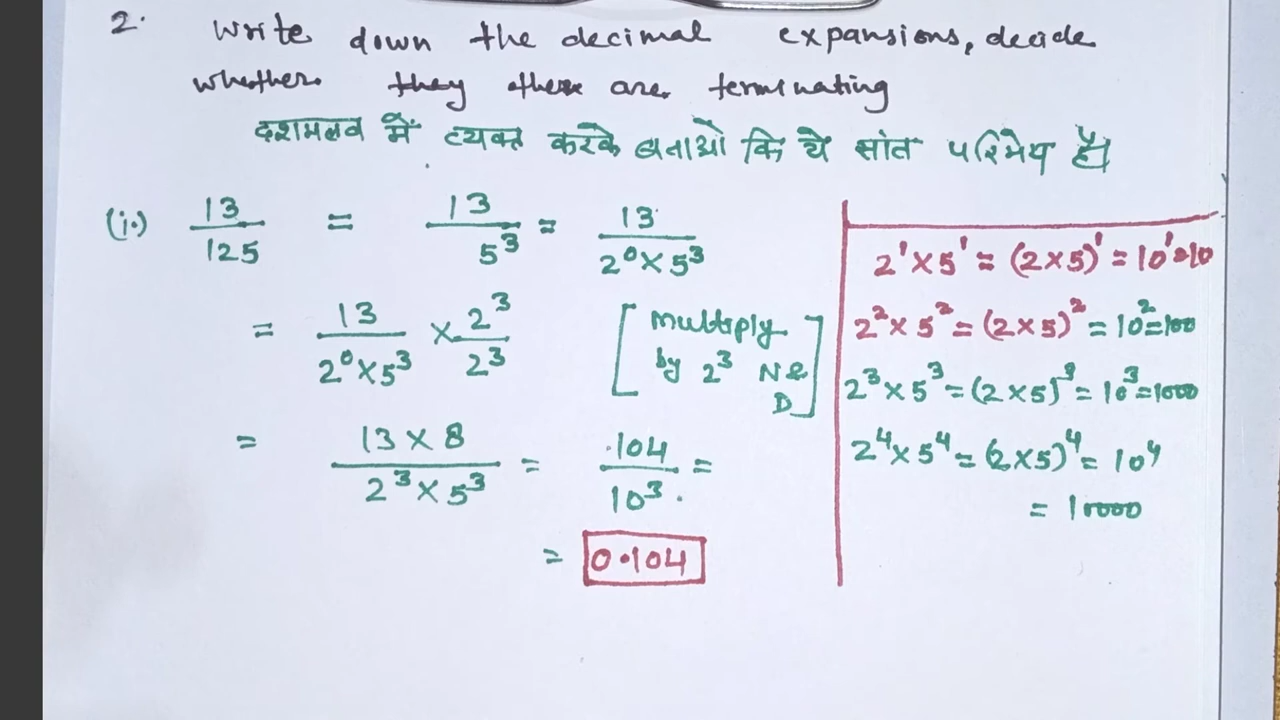 2. Write down the decimal expansions, decide
whether they these are terminating
दशमलव में व्यक्त करके बताओ कि ये सांत परिमेय है।
(i.) 13/125 = 13/5³ = 13/2⁰×5³
= 13/2⁰×5³ × 2³/2³ [Multiply by 2³ N & D]
= 13×8/2³×5³ = 104/10³ =
= 0.104
2¹×5¹ = (2×5)¹ = 10¹=10
2²×5² = (2×5)² = 10²=100
2³×5³ = (2×5)³ = 10³=1000
2⁴×5⁴ = (2×5)⁴ = 10⁴
= 10000